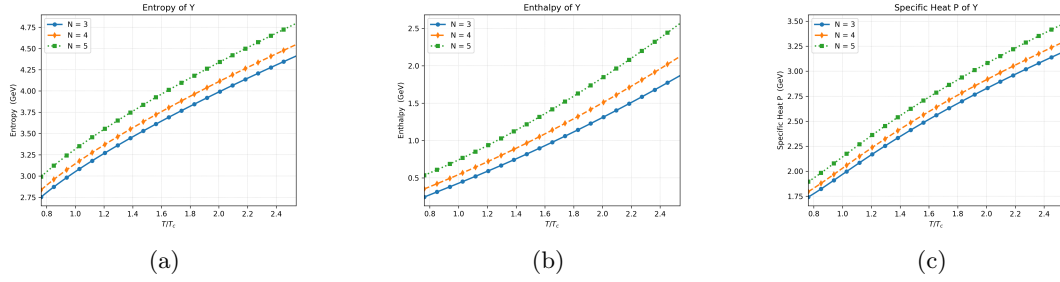 Entropy of Y
Entropy (GeV)
4.75
4.50
4.25
4.00
3.75
3.50
3.25
3.00
2.75
N = 3
N = 4
N = 5
0.8 1.0 1.2 1.4 1.6 1.8 2.0 2.2 2.4
T/Tc
(a)
Enthalpy of Y
Enthalpy (GeV)
2.5
2.0
1.5
1.0
0.5
N = 3
N = 4
N = 5
0.8 1.0 1.2 1.4 1.6 1.8 2.0 2.2 2.4
T/Tc
(b)
Specific Heat P of Y
Specific Heat P (GeV)
3.50
3.25
3.00
2.75
2.50
2.25
2.00
1.75
N = 3
N = 4
N = 5
0.8 1.0 1.2 1.4 1.6 1.8 2.0 2.2 2.4
T/Tc
(c)